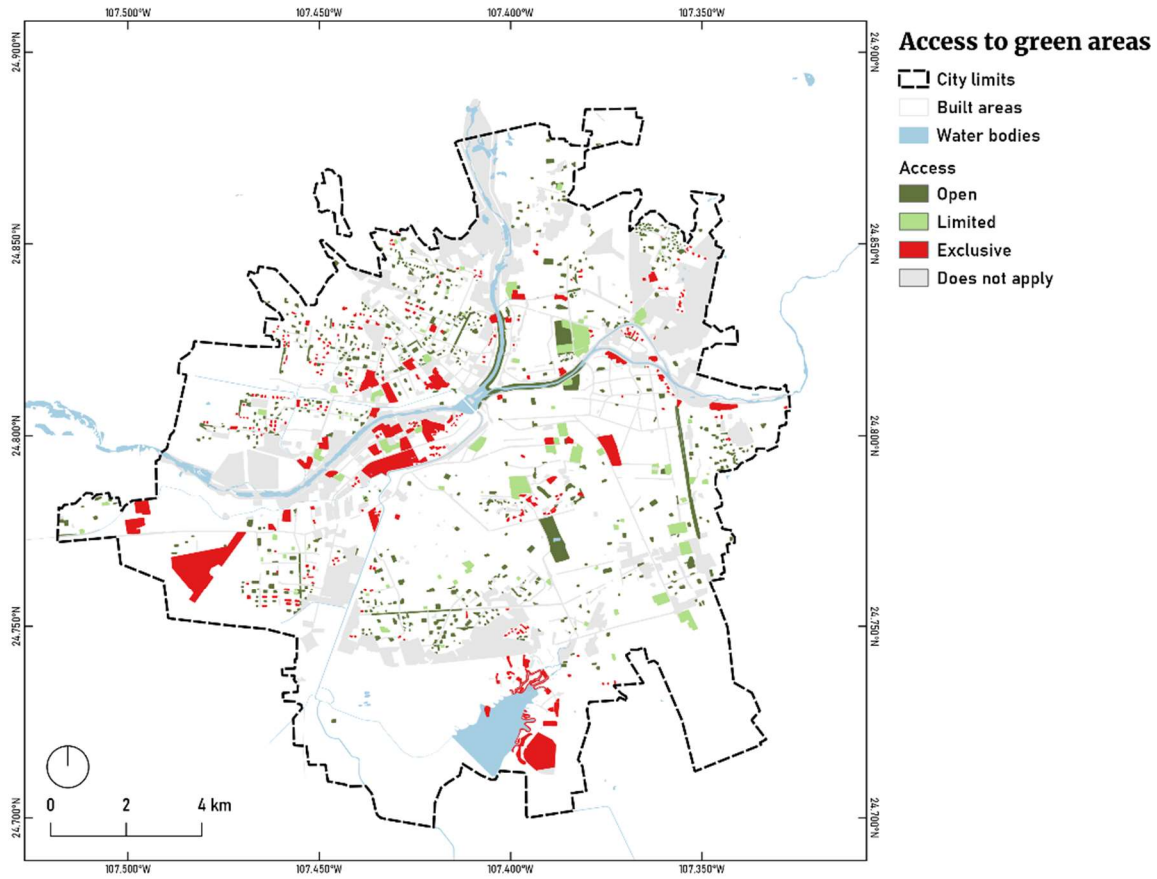 107.500°W 107.450°W 107.400°W 107.350°W
24.900°N 24.900°N
24.850°N 24.850°N
24.800°N 24.800°N
24.750°N 24.750°N
24.700°N 24.700°N
0 2 4 km
107.500°W 107.450°W 107.400°W 107.350°W
Access to green areas
City limits
Built areas
Water bodies
Access
Open
Limited
Exclusive
Does not apply